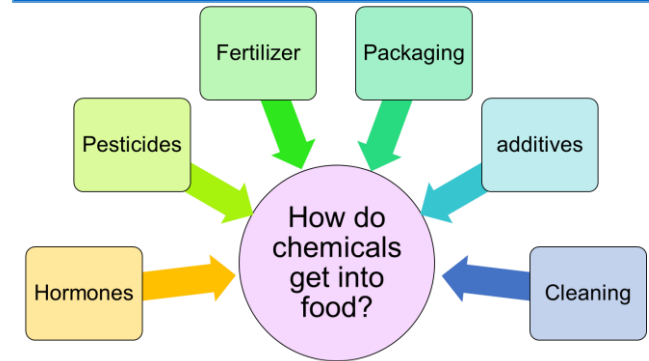 Fertilizer
Packaging
Pesticides
additives
How do
chemicals
get into
food?
Hormones
Cleaning